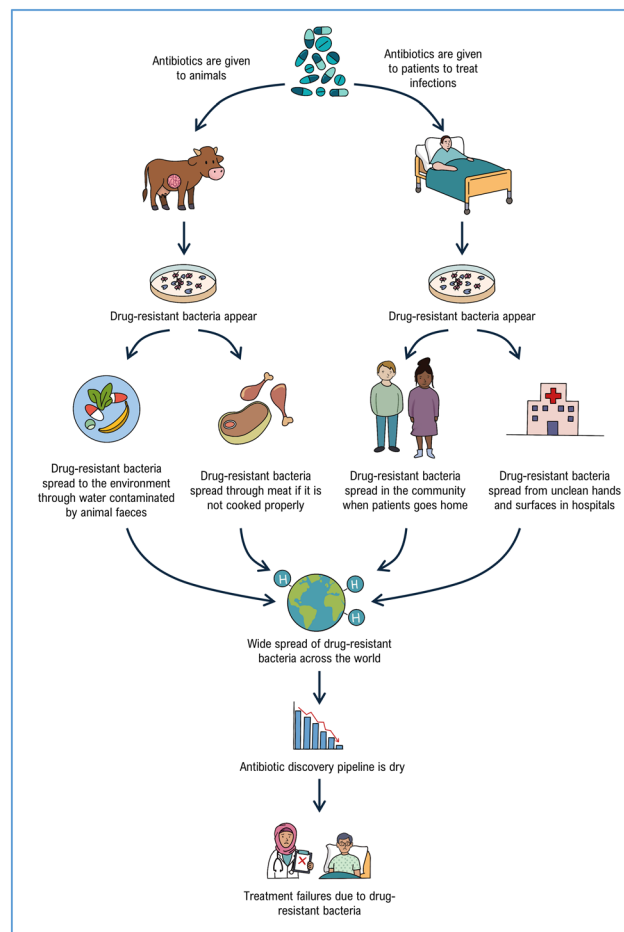 Antibiotics are given
to animals
Antibiotics are given
to patients to treat
infections
Drug-resistant bacteria appear
Drug-resistant bacteria appear
Drug-resistant bacteria
spread to the environment
through water contaminated
by animal faeces
Drug-resistant bacteria
spread through meat if it is
not cooked properly
Drug-resistant bacteria
spread in the community
when patients goes home
Drug-resistant bacteria
spread from unclean hands
and surfaces in hospitals
H
H
H
Wide spread of drug-resistant
bacteria across the world
Antibiotic discovery pipeline is dry
Treatment failures due to drug-
resistant bacteria